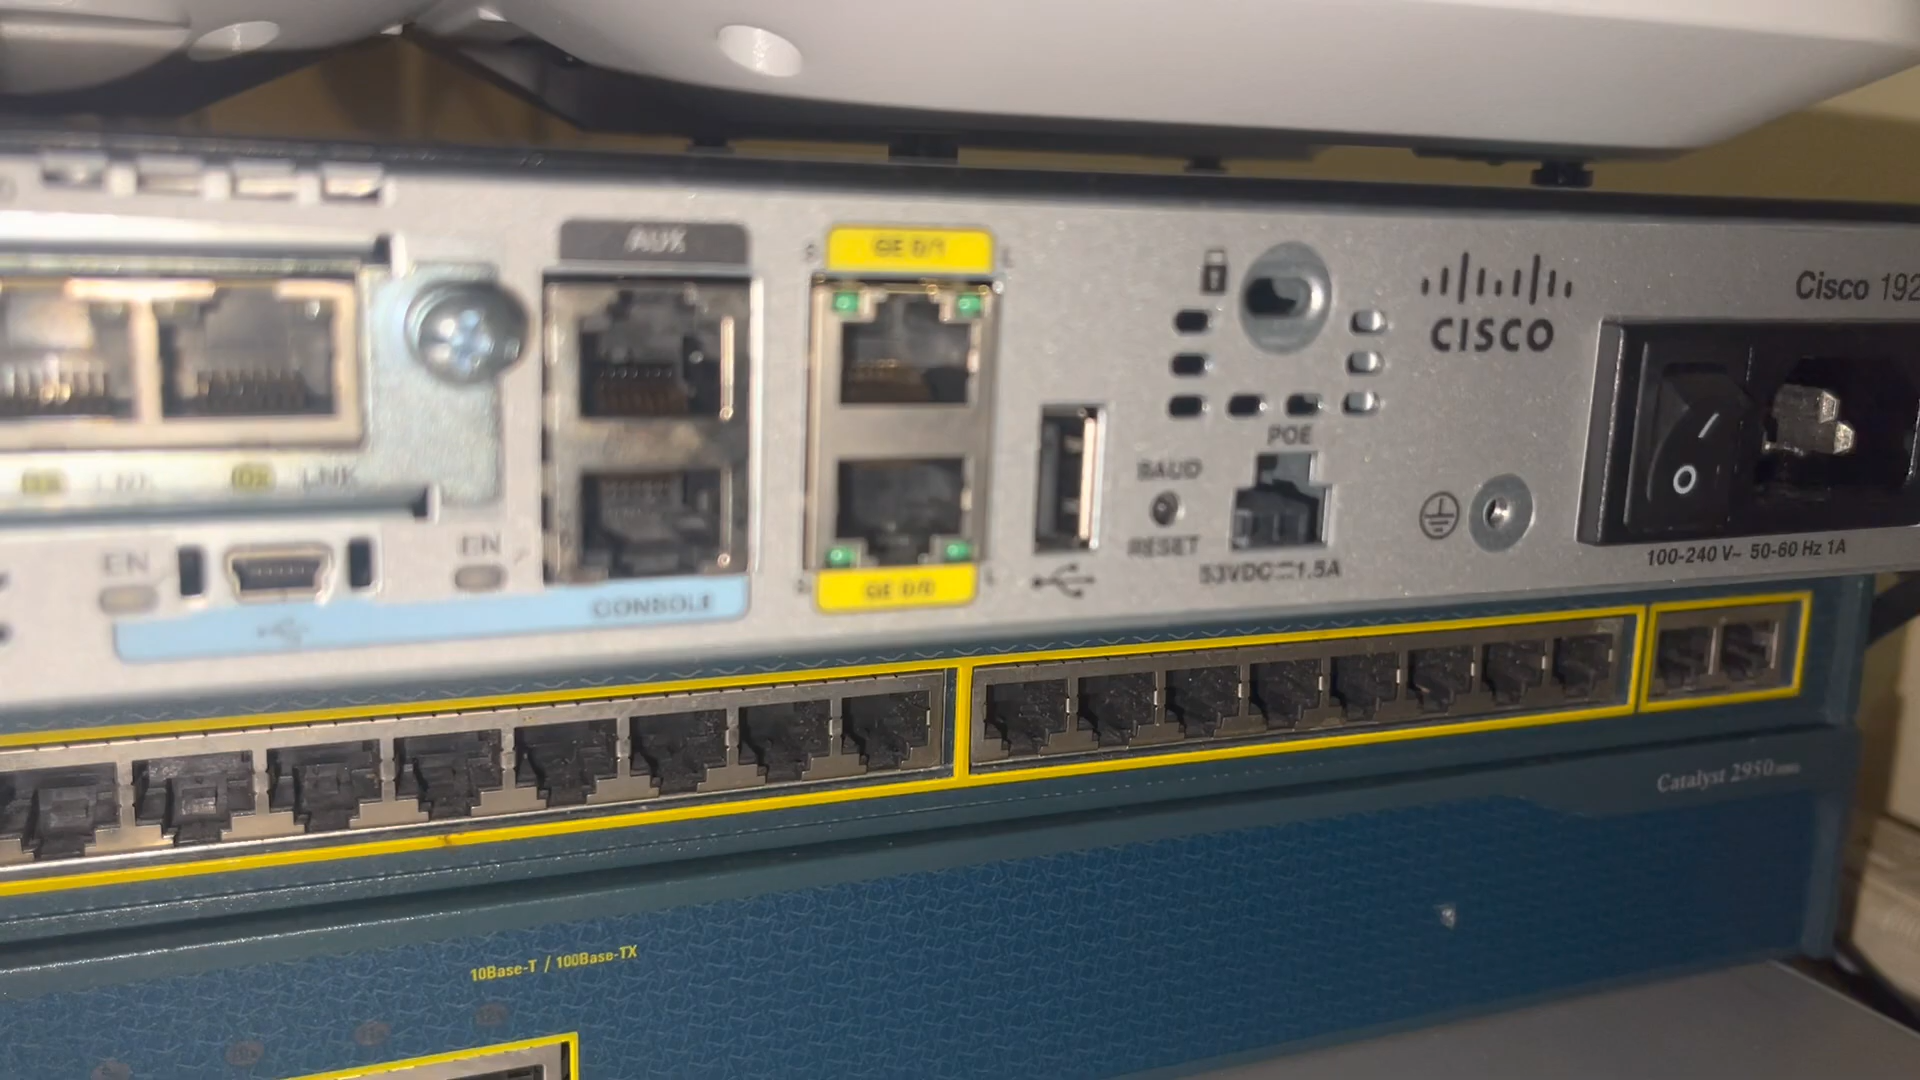 AUX
GE 0/1
CISCO
Cisco 192
POE
BAUD
RESET
53VDC⎓1.5A
100-240 V~ 50-60 Hz 1A
LNK
LNK
EN
EN
CONSOLE
GE 0/0
Catalyst 2950
10Base-T / 100Base-TX